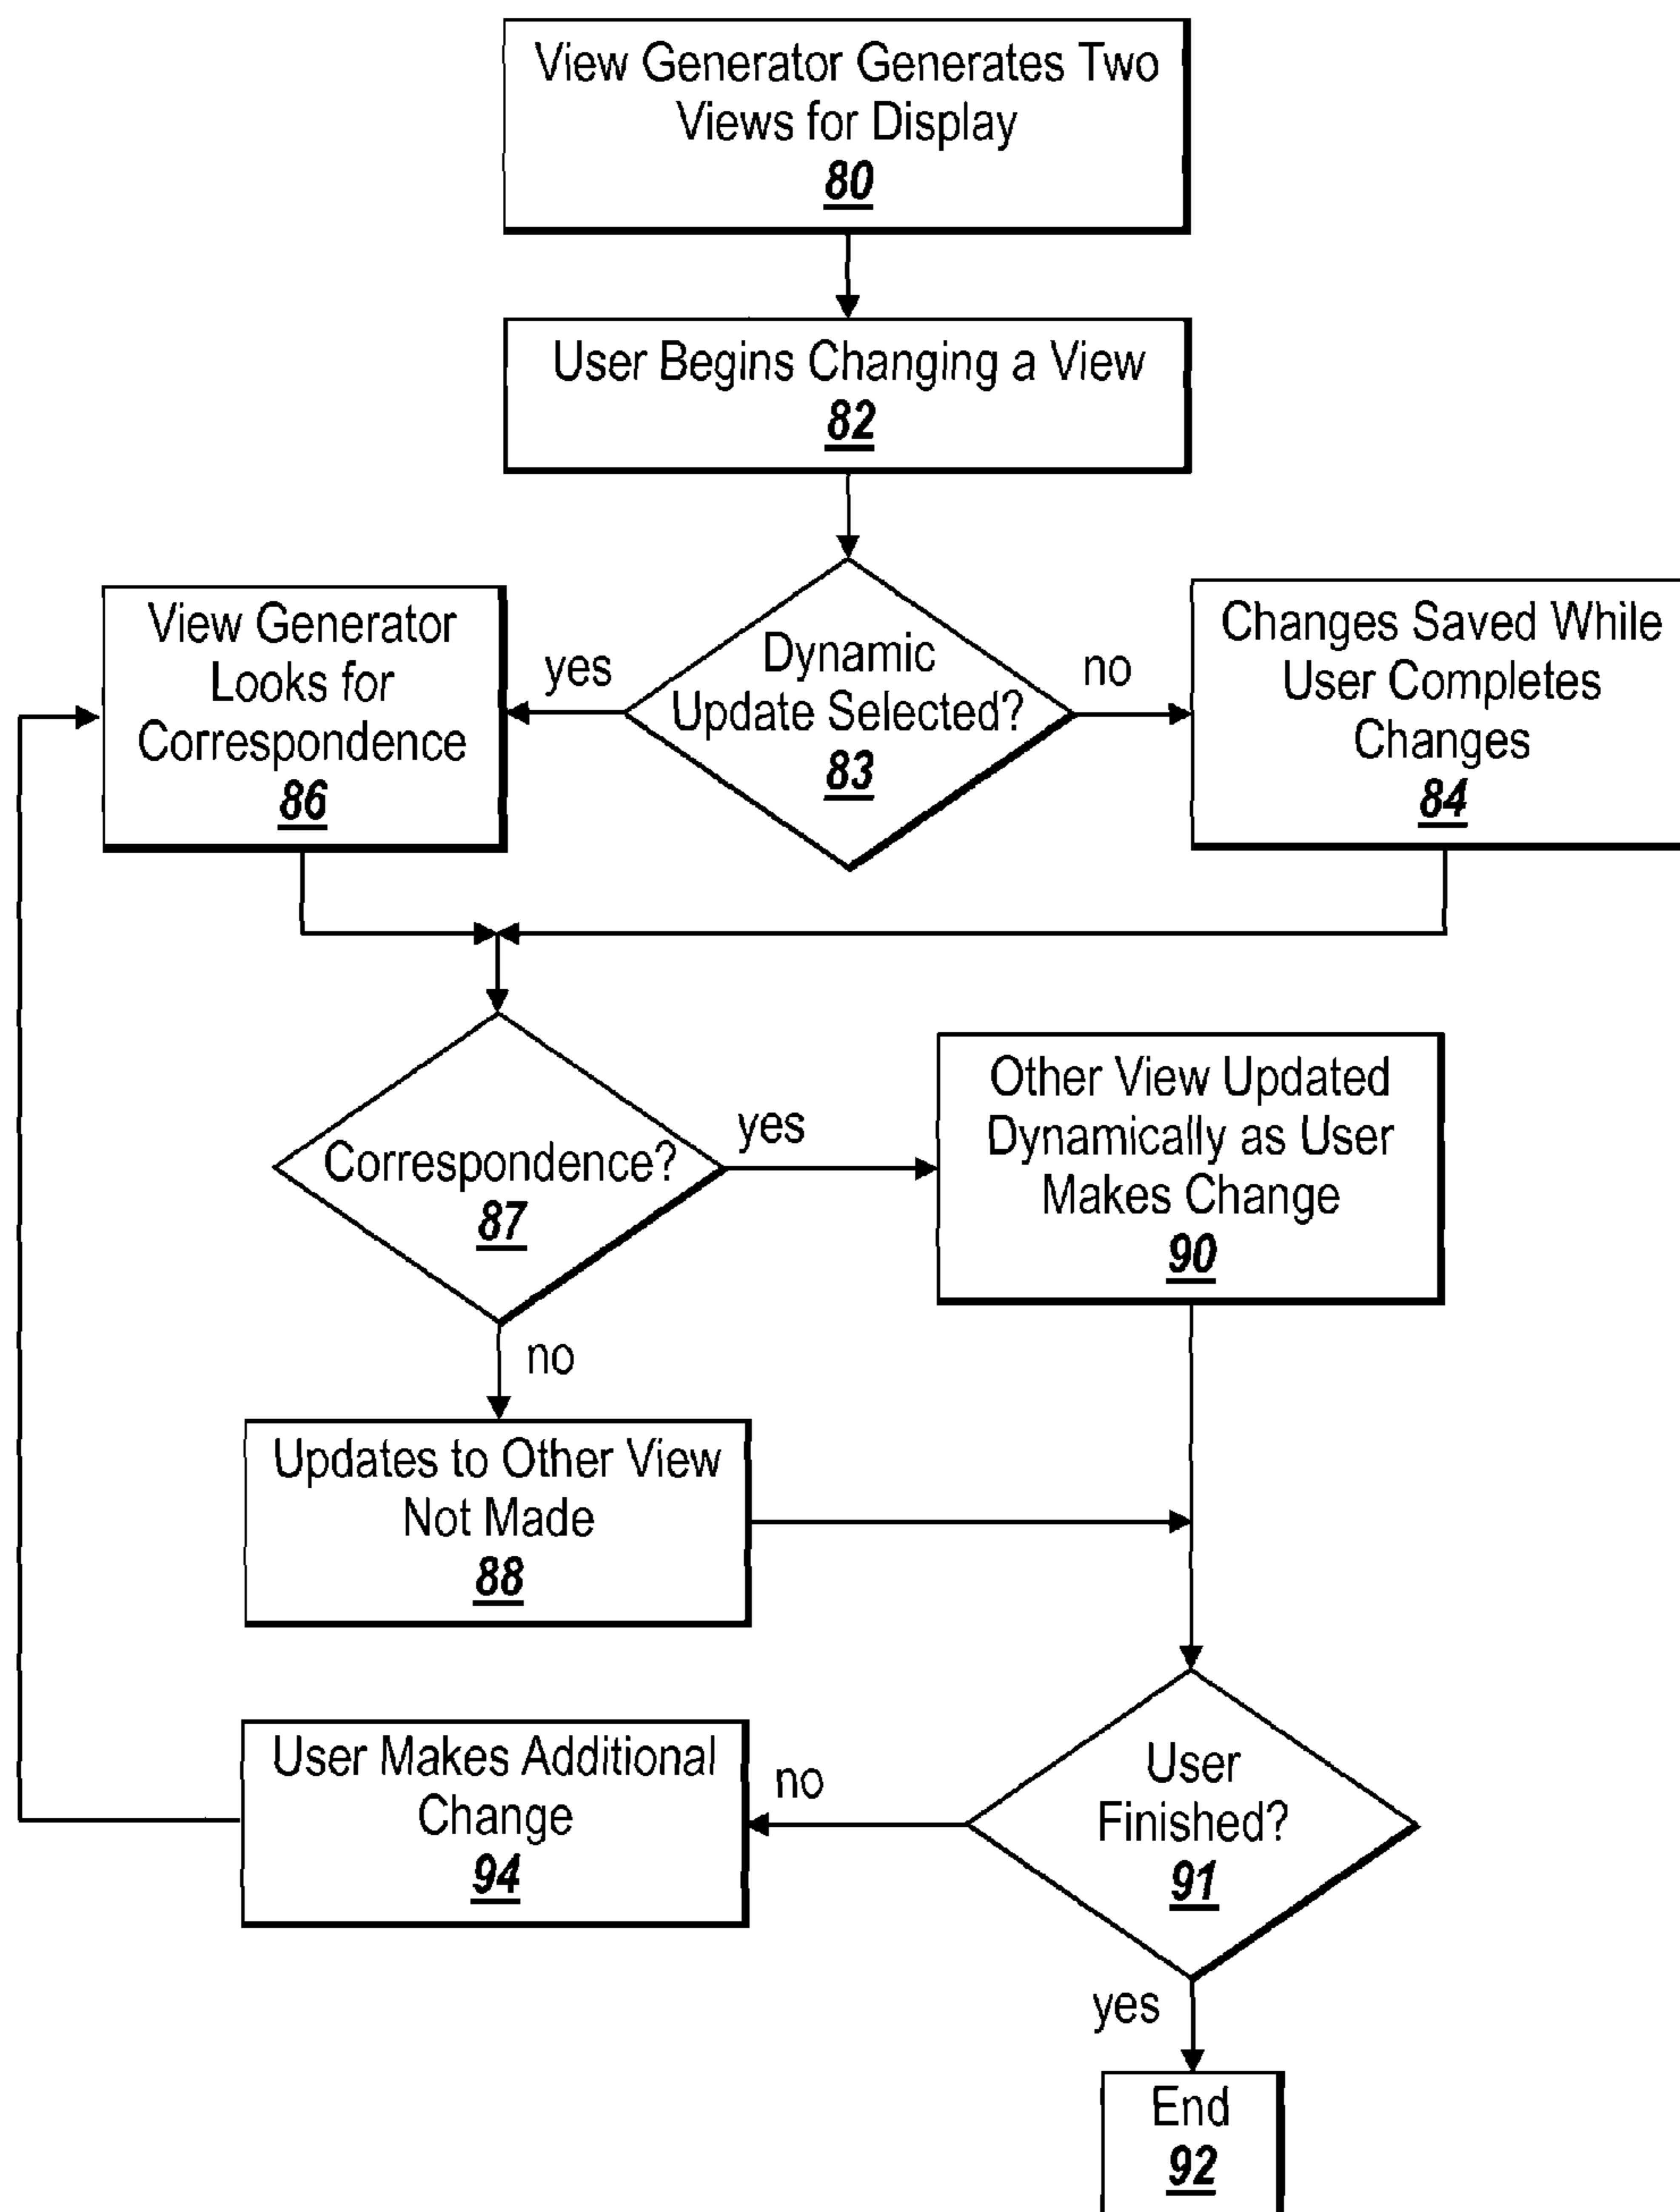 View Generator Generates Two
Views for Display
80
User Begins Changing a View
82
View Generator
Looks for
Correspondence
86
yes
Dynamic
Update Selected?
83
no
Changes Saved While
User Completes
Changes
84
Correspondence?
87
yes
Other View Updated
Dynamically as User
Makes Change
90
no
Updates to Other View
Not Made
88
User Makes Additional
Change
94
no
User
Finished?
91
yes
End
92